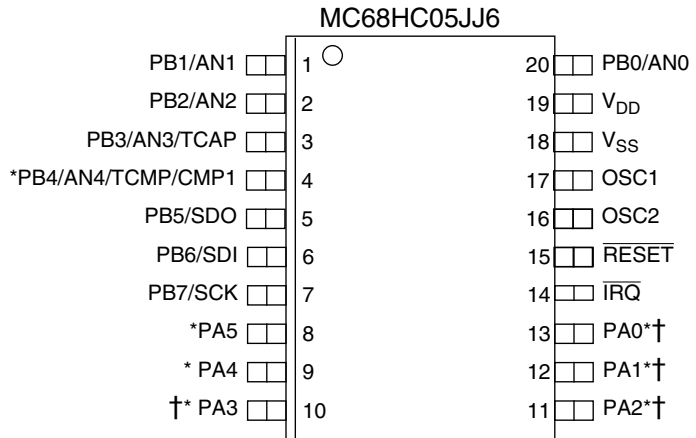 MC68HC05JJ6
PB1/AN1 1 20 PB0/AN0
PB2/AN2 2 19 VDD
PB3/AN3/TCAP 3 18 VSS
*PB4/AN4/TCMP/CMP1 4 17 OSC1
PB5/SDO 5 16 OSC2
PB6/SDI 6 15 RESET
PB7/SCK 7 14 IRQ
*PA5 8 13 PA0*†
* PA4 9 12 PA1*†
†* PA3 10 11 PA2*†